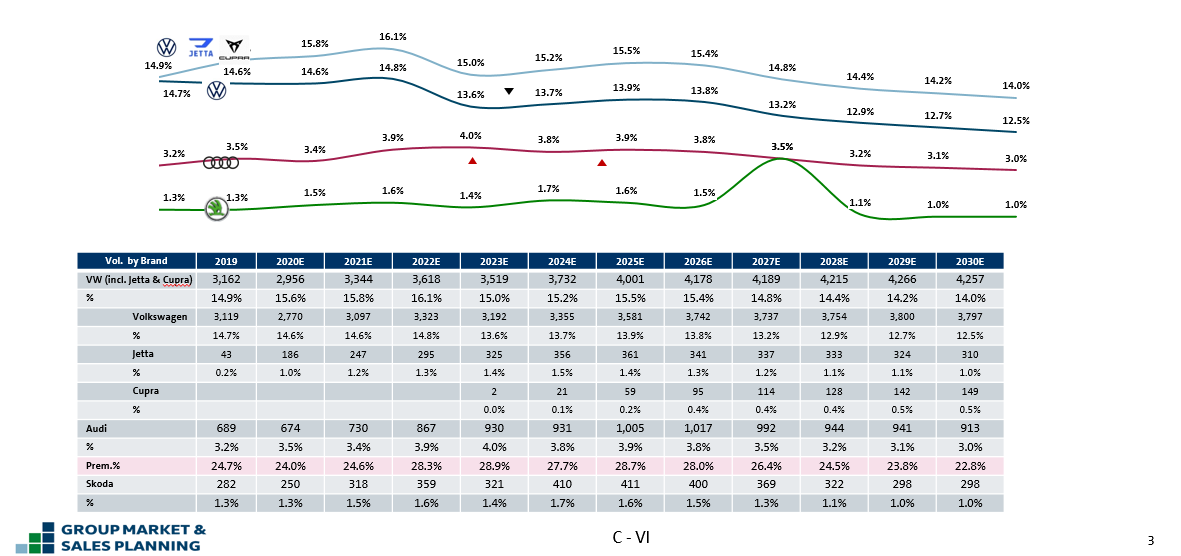 JETTA
CUPRA
14.9% 15.8% 16.1% 15.0% 15.2% 15.5% 15.4% 14.8% 14.4% 14.2% 14.0%
14.7% 14.6% 14.6% 14.8% 13.6% 13.7% 13.9% 13.8% 13.2% 12.9% 12.7% 12.5%
3.2% 3.5% 3.4% 3.9% 4.0% 3.8% 3.9% 3.8% 3.5% 3.2% 3.1% 3.0%
1.3% 1.3% 1.5% 1.6% 1.4% 1.7% 1.6% 1.5% 1.1% 1.0% 1.0%
Vol. by Brand 2019 2020E 2021E 2022E 2023E 2024E 2025E 2026E 2027E 2028E 2029E 2030E
VW (incl. Jetta & Cupra) 3,162 2,956 3,344 3,618 3,519 3,732 4,001 4,178 4,189 4,215 4,266 4,257
% 14.9% 15.6% 15.8% 16.1% 15.0% 15.2% 15.5% 15.4% 14.8% 14.4% 14.2% 14.0%
Volkswagen 3,119 2,770 3,097 3,323 3,192 3,355 3,581 3,742 3,737 3,754 3,800 3,797
% 14.7% 14.6% 14.6% 14.8% 13.6% 13.7% 13.9% 13.8% 13.2% 12.9% 12.7% 12.5%
Jetta 43 186 247 295 325 356 361 341 337 333 324 310
% 0.2% 1.0% 1.2% 1.3% 1.4% 1.5% 1.4% 1.3% 1.2% 1.1% 1.1% 1.0%
Cupra 2 21 59 95 114 128 142 149
% 0.0% 0.1% 0.2% 0.4% 0.4% 0.4% 0.5% 0.5%
Audi 689 674 730 867 930 931 1,005 1,017 992 944 941 913
% 3.2% 3.5% 3.4% 3.9% 4.0% 3.8% 3.9% 3.8% 3.5% 3.2% 3.1% 3.0%
Prem.% 24.7% 24.0% 24.6% 28.3% 28.9% 27.7% 28.7% 28.0% 26.4% 24.5% 23.8% 22.8%
Skoda 282 250 318 359 321 410 411 400 369 322 298 298
% 1.3% 1.3% 1.5% 1.6% 1.4% 1.7% 1.6% 1.5% 1.3% 1.1% 1.0% 1.0%
GROUP MARKET &
SALES PLANNING
C - VI
3